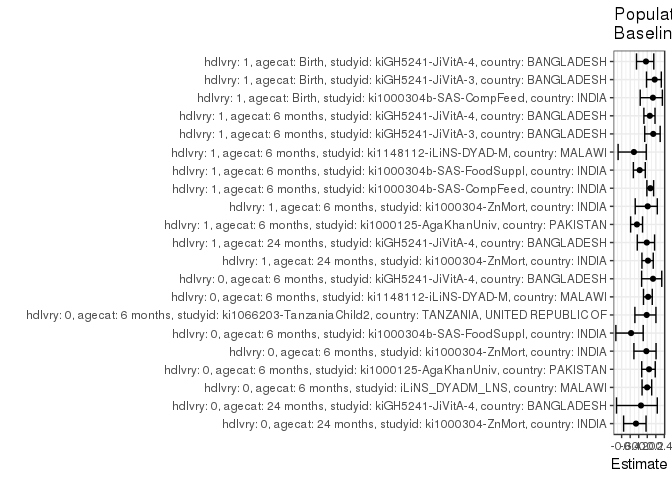 Populat
Baselin
hdlvry: 1, agecat: Birth, studyid: kiGH5241-JiVitA-4, country: BANGLADESH
hdlvry: 1, agecat: Birth, studyid: kiGH5241-JiVitA-3, country: BANGLADESH
hdlvry: 1, agecat: Birth, studyid: ki1000304b-SAS-CompFeed, country: INDIA
hdlvry: 1, agecat: 6 months, studyid: kiGH5241-JiVitA-4, country: BANGLADESH
hdlvry: 1, agecat: 6 months, studyid: kiGH5241-JiVitA-3, country: BANGLADESH
hdlvry: 1, agecat: 6 months, studyid: ki1148112-iLiNS-DYAD-M, country: MALAWI
hdlvry: 1, agecat: 6 months, studyid: ki1000304b-SAS-FoodSuppl, country: INDIA
hdlvry: 1, agecat: 6 months, studyid: ki1000304b-SAS-CompFeed, country: INDIA
hdlvry: 1, agecat: 6 months, studyid: ki1000304-ZnMort, country: INDIA
hdlvry: 1, agecat: 6 months, studyid: ki1000125-AgaKhanUniv, country: PAKISTAN
hdlvry: 1, agecat: 24 months, studyid: kiGH5241-JiVitA-4, country: BANGLADESH
hdlvry: 1, agecat: 24 months, studyid: ki1000304-ZnMort, country: INDIA
hdlvry: 0, agecat: 6 months, studyid: kiGH5241-JiVitA-4, country: BANGLADESH
hdlvry: 0, agecat: 6 months, studyid: ki1148112-iLiNS-DYAD-M, country: MALAWI
hdlvry: 0, agecat: 6 months, studyid: ki1066203-TanzaniaChild2, country: TANZANIA, UNITED REPUBLIC OF
hdlvry: 0, agecat: 6 months, studyid: ki1000304b-SAS-FoodSuppl, country: INDIA
hdlvry: 0, agecat: 6 months, studyid: ki1000304-ZnMort, country: INDIA
hdlvry: 0, agecat: 6 months, studyid: ki1000125-AgaKhanUniv, country: PAKISTAN
hdlvry: 0, agecat: 6 months, studyid: iLiNS_DYADM_LNS, country: MALAWI
hdlvry: 0, agecat: 24 months, studyid: kiGH5241-JiVitA-4, country: BANGLADESH
hdlvry: 0, agecat: 24 months, studyid: ki1000304-ZnMort, country: INDIA
Estimate